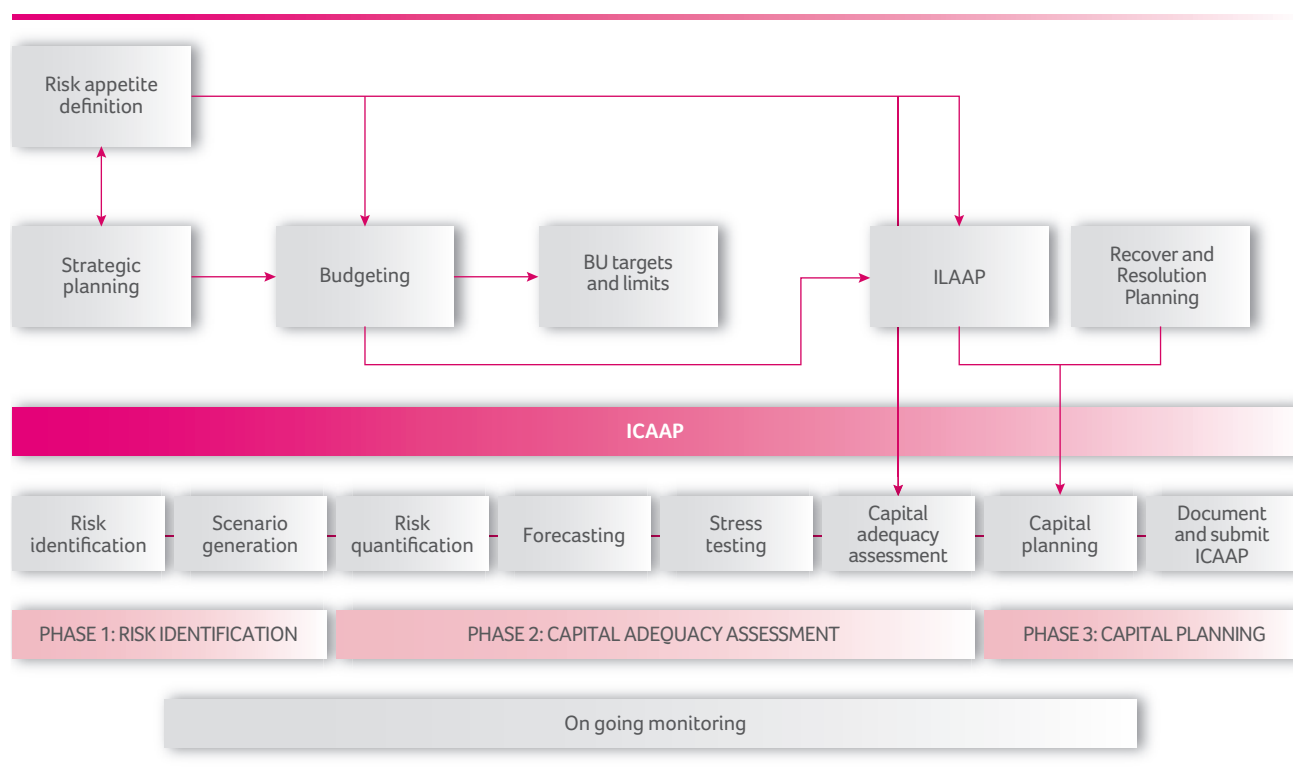 Risk appetite
definition
Strategic
planning
Budgeting
BU targets
and limits
ILAAP
Recover and
Resolution
Planning
ICAAP
Risk
identification
Scenario
generation
Risk
quantification
Forecasting
Stress
testing
Capital
adequacy
assessment
Capital
planning
Document
and submit
ICAAP
PHASE 1: RISK IDENTIFICATION
PHASE 2: CAPITAL ADEQUACY ASSESSMENT
PHASE 3: CAPITAL PLANNING
On going monitoring